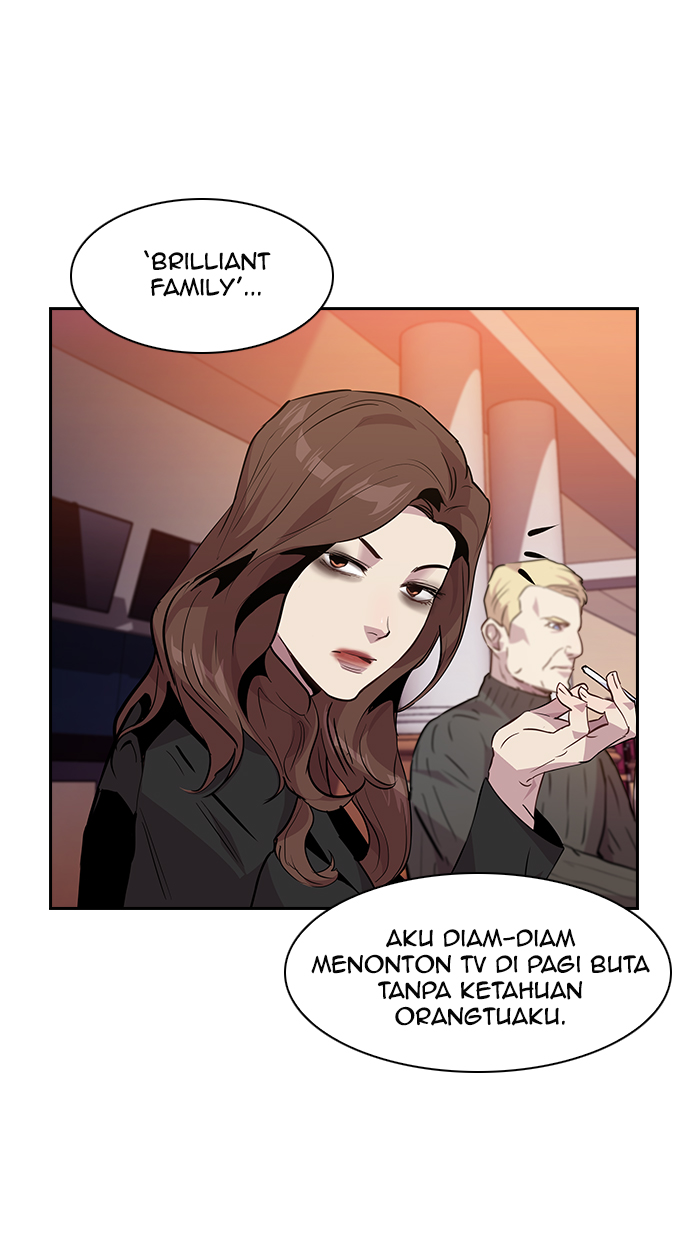 ‘BRILLIANT
FAMILY’...
AKU DIAM-DIAM
MENONTON TV DI PAGI BUTA
TANPA KETAHUAN
ORANGTUAKU.